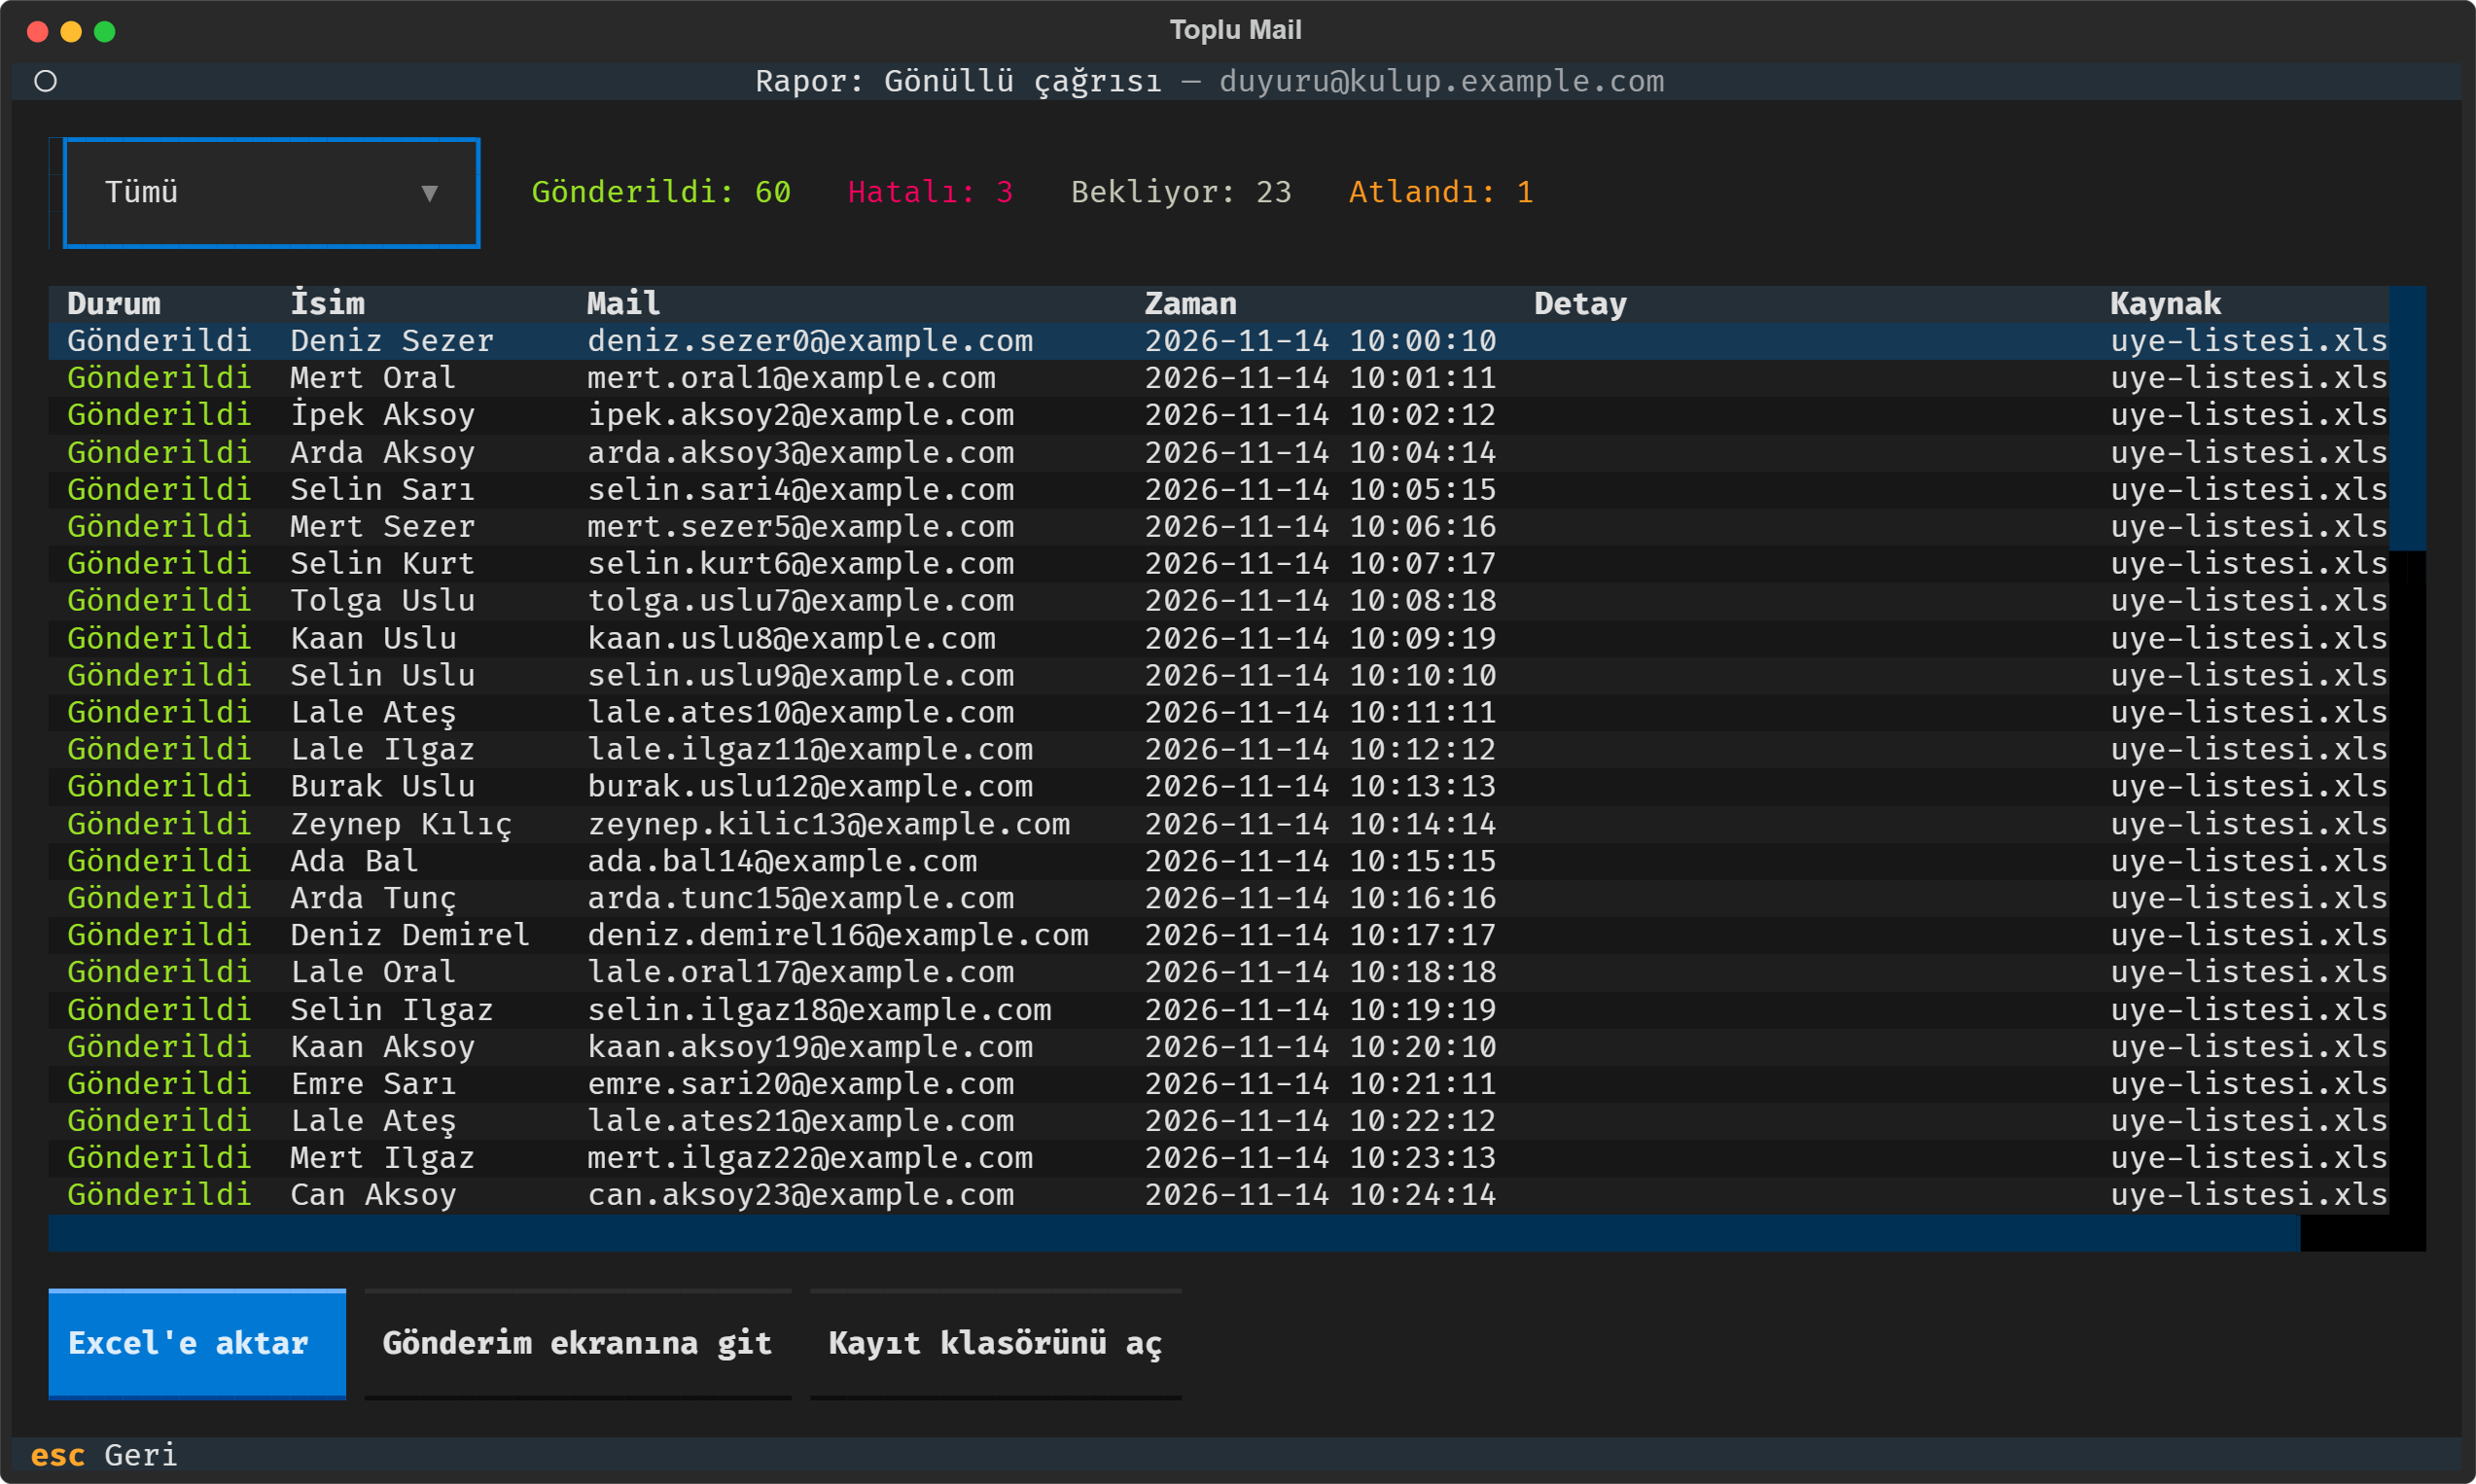 Toplu Mail
Rapor: Gönüllü çağrısı — duyuru@kulup.example.com
Tümü ▼ Gönderildi: 60 Hatalı: 3 Bekliyor: 23 Atlandı: 1
Durum İsim Mail Zaman Detay Kaynak
Gönderildi Deniz Sezer deniz.sezer0@example.com 2026-11-14 10:00:10 uye-listesi.xls
Gönderildi Mert Oral mert.oral1@example.com 2026-11-14 10:01:11 uye-listesi.xls
Gönderildi İpek Aksoy ipek.aksoy2@example.com 2026-11-14 10:02:12 uye-listesi.xls
Gönderildi Arda Aksoy arda.aksoy3@example.com 2026-11-14 10:04:14 uye-listesi.xls
Gönderildi Selin Sarı selin.sari4@example.com 2026-11-14 10:05:15 uye-listesi.xls
Gönderildi Mert Sezer mert.sezer5@example.com 2026-11-14 10:06:16 uye-listesi.xls
Gönderildi Selin Kurt selin.kurt6@example.com 2026-11-14 10:07:17 uye-listesi.xls
Gönderildi Tolga Uslu tolga.uslu7@example.com 2026-11-14 10:08:18 uye-listesi.xls
Gönderildi Kaan Uslu kaan.uslu8@example.com 2026-11-14 10:09:19 uye-listesi.xls
Gönderildi Selin Uslu selin.uslu9@example.com 2026-11-14 10:10:10 uye-listesi.xls
Gönderildi Lale Ateş lale.ates10@example.com 2026-11-14 10:11:11 uye-listesi.xls
Gönderildi Lale Ilgaz lale.ilgaz11@example.com 2026-11-14 10:12:12 uye-listesi.xls
Gönderildi Burak Uslu burak.uslu12@example.com 2026-11-14 10:13:13 uye-listesi.xls
Gönderildi Zeynep Kılıç zeynep.kilic13@example.com 2026-11-14 10:14:14 uye-listesi.xls
Gönderildi Ada Bal ada.bal14@example.com 2026-11-14 10:15:15 uye-listesi.xls
Gönderildi Arda Tunç arda.tunc15@example.com 2026-11-14 10:16:16 uye-listesi.xls
Gönderildi Deniz Demirel deniz.demirel16@example.com 2026-11-14 10:17:17 uye-listesi.xls
Gönderildi Lale Oral lale.oral17@example.com 2026-11-14 10:18:18 uye-listesi.xls
Gönderildi Selin Ilgaz selin.ilgaz18@example.com 2026-11-14 10:19:19 uye-listesi.xls
Gönderildi Kaan Aksoy kaan.aksoy19@example.com 2026-11-14 10:20:10 uye-listesi.xls
Gönderildi Emre Sarı emre.sari20@example.com 2026-11-14 10:21:11 uye-listesi.xls
Gönderildi Lale Ateş lale.ates21@example.com 2026-11-14 10:22:12 uye-listesi.xls
Gönderildi Mert Ilgaz mert.ilgaz22@example.com 2026-11-14 10:23:13 uye-listesi.xls
Gönderildi Can Aksoy can.aksoy23@example.com 2026-11-14 10:24:14 uye-listesi.xls
Excel'e aktar Gönderim ekranına git Kayıt klasörünü aç
esc Geri